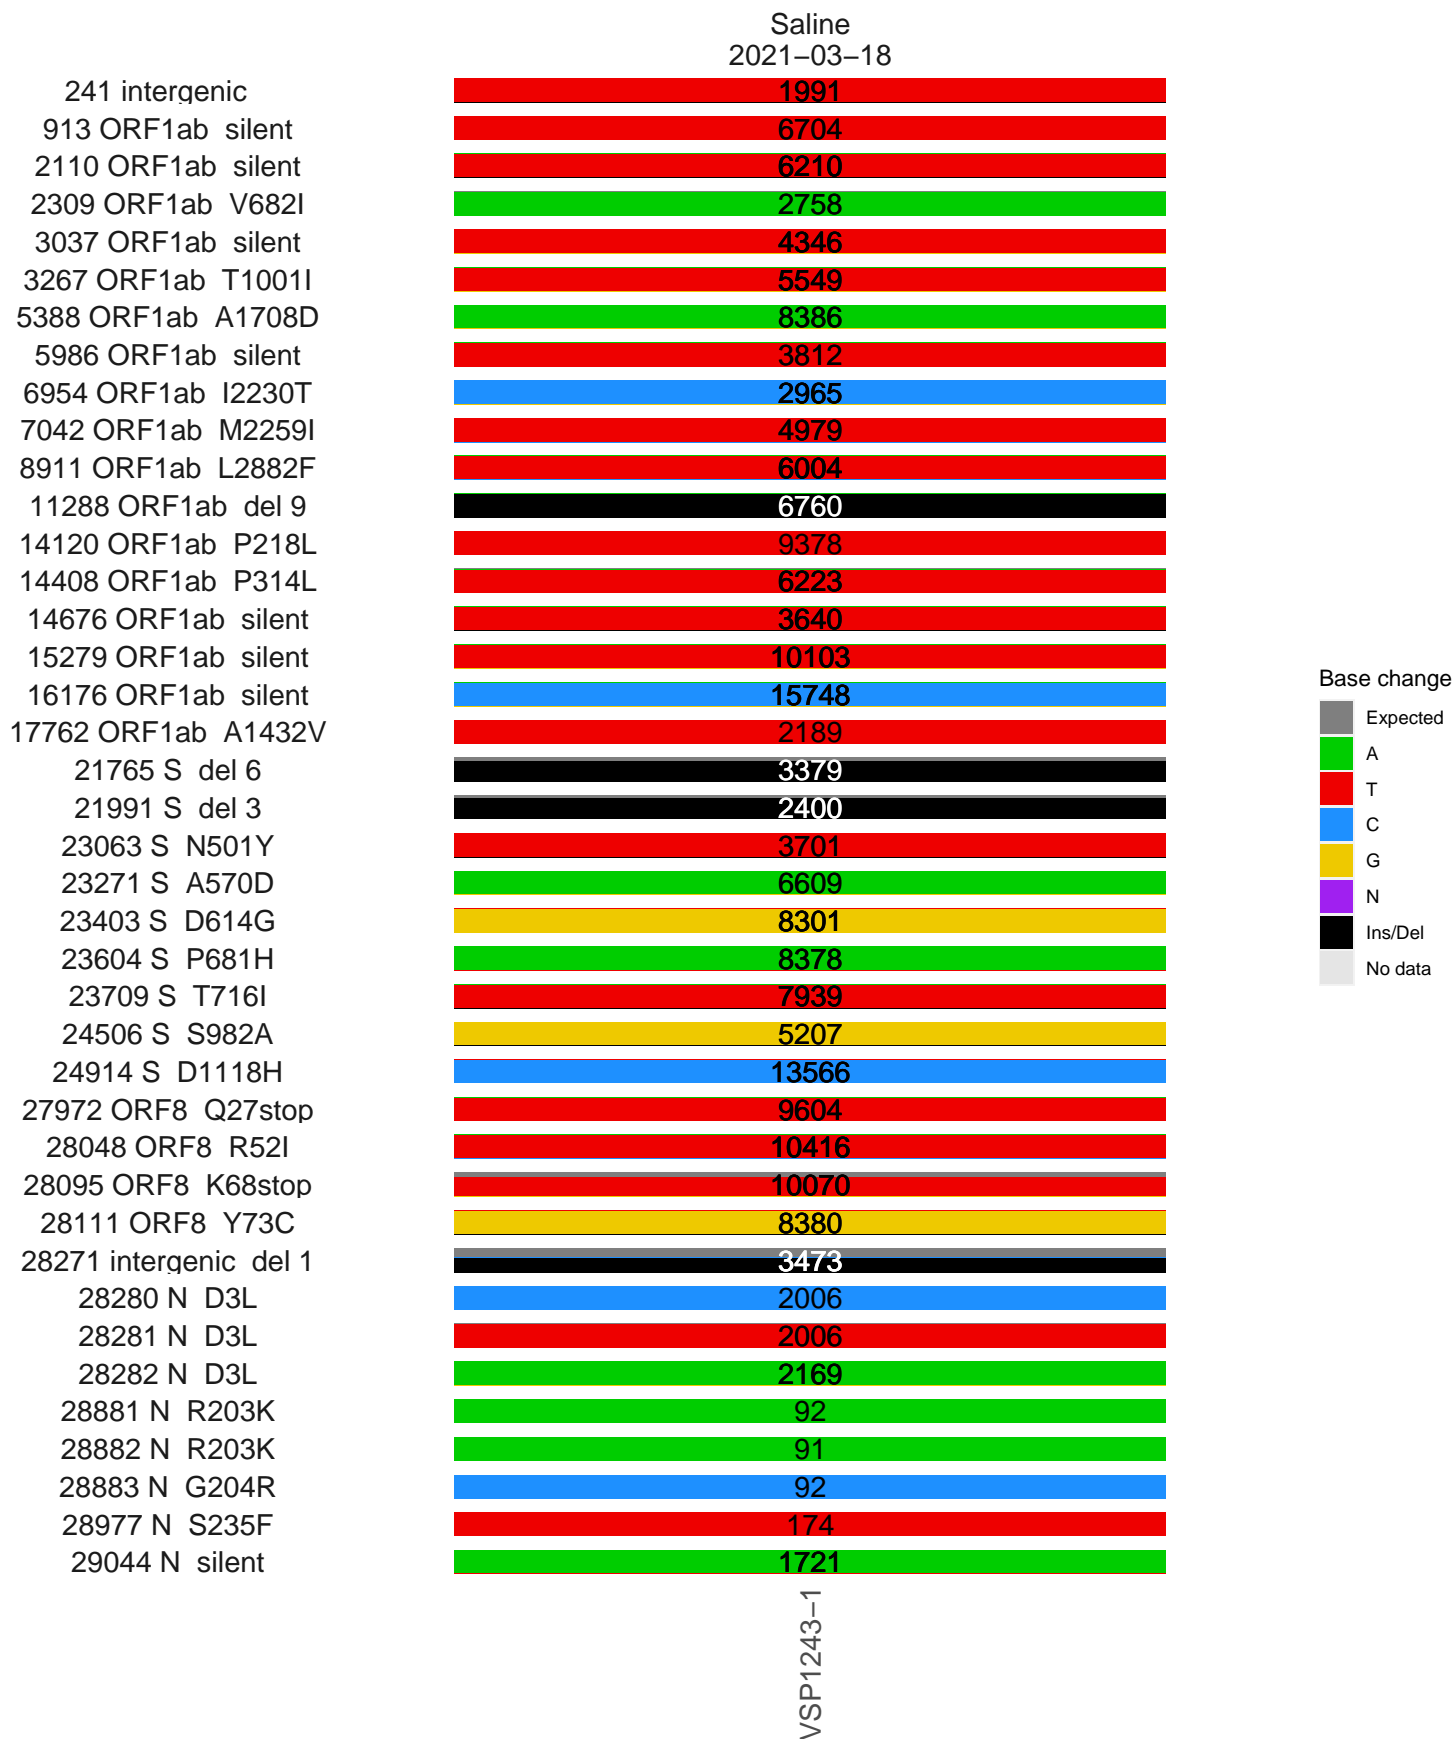 Saline
2021−03−18
241 intergenic 1991
913 ORF1ab silent 6704
2110 ORF1ab silent 6210
2309 ORF1ab V682I 2758
3037 ORF1ab silent 4346
3267 ORF1ab T1001I 5549
5388 ORF1ab A1708D 8386
5986 ORF1ab silent 3812
6954 ORF1ab I2230T 2965
7042 ORF1ab M2259I 4979
8911 ORF1ab L2882F 6004
11288 ORF1ab del 9 6760
14120 ORF1ab P218L 9378
14408 ORF1ab P314L 6223
14676 ORF1ab silent 3640
15279 ORF1ab silent 10103
16176 ORF1ab silent 15748
17762 ORF1ab A1432V 2189
21765 S del 6 3379
21991 S del 3 2400
23063 S N501Y 3701
23271 S A570D 6609
23403 S D614G 8301
23604 S P681H 8378
23709 S T716I 7939
24506 S S982A 5207
24914 S D1118H 13566
27972 ORF8 Q27stop 9604
28048 ORF8 R52I 10416
28095 ORF8 K68stop 10070
28111 ORF8 Y73C 8380
28271 intergenic del 1 3473
28280 N D3L 2006
28281 N D3L 2006
28282 N D3L 2169
28881 N R203K 92
28882 N R203K 91
28883 N G204R 92
28977 N S235F 174
29044 N silent 1721
VSP1243−1
Base change
Expected
A
T
C
G
N
Ins/Del
No data